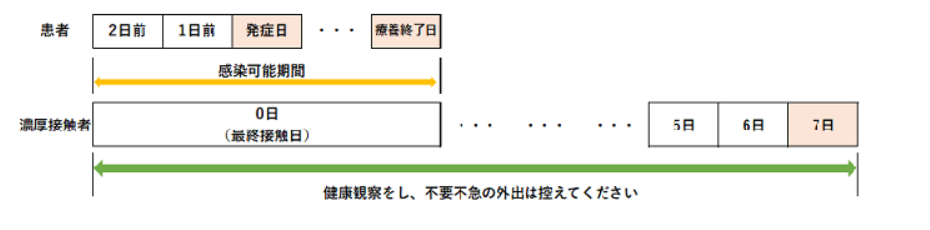 患者 2日前 1日前 発症日 ・・・ 療養終了日
感染可能期間
濃厚接触者 0日 ・・・ ・・・ ・・・ 5日 6日 7日
（最終接触日）
健康観察をし、不要不急の外出は控えてください